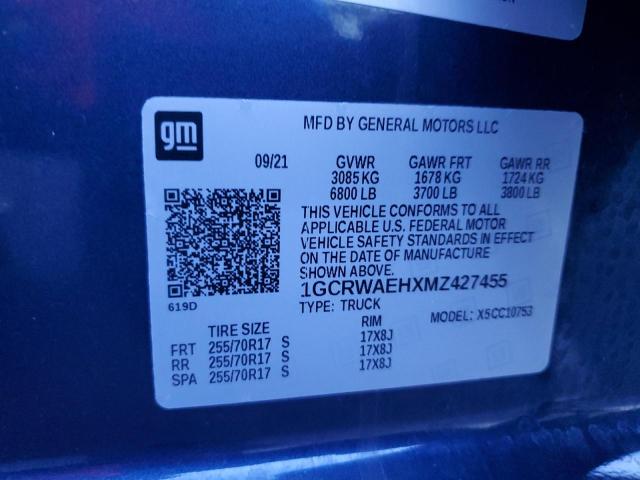 gm
MFD BY GENERAL MOTORS LLC
09/21 GVWR GAWR FRT GAWR RR
3085 KG 1678 KG 1724 KG
6800 LB 3700 LB 3800 LB
THIS VEHICLE CONFORMS TO ALL
APPLICABLE U.S. FEDERAL MOTOR
VEHICLE SAFETY STANDARDS IN EFFECT
ON THE DATE OF MANUFACTURE
SHOWN ABOVE.
1GCRWAEHXMZ427455
619D
TYPE: TRUCK MODEL: X5CC10753
TIRE SIZE RIM
FRT 255/70R17 S 17X8J
RR 255/70R17 S 17X8J
SPA 255/70R17 S 17X8J